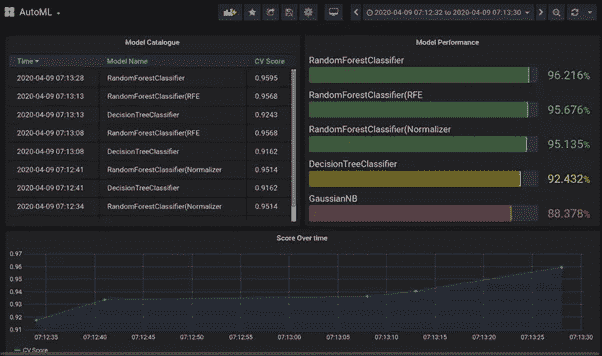 AutoML
2020-04-09 07:12:32 to 2020-04-09 07:13:30
Model Catalogue
Time Model Name CV Score
2020-04-09 07:13:28 RandomForestClassifier 0.9595
2020-04-09 07:13:13 RandomForestClassifier(RFE 0.9568
2020-04-09 07:13:13 DecisionTreeClassifier 0.9243
2020-04-09 07:13:08 RandomForestClassifier(RFE 0.9568
2020-04-09 07:13:08 DecisionTreeClassifier 0.9162
2020-04-09 07:12:41 RandomForestClassifier(Normalizer 0.9514
2020-04-09 07:12:41 DecisionTreeClassifier 0.9162
2020-04-09 07:12:34 RandomForestClassifier(Normalizer 0.9514
Model Performance
RandomForestClassifier
96.216%
RandomForestClassifier(RFE
95.676%
RandomForestClassifier(Normalizer
95.135%
DecisionTreeClassifier
92.432%
GaussianNB
88.378%
Score Over time
0.97
0.96
0.95
0.94
0.93
0.92
0.91
07:12:35 07:12:40 07:12:45 07:12:50 07:12:55 07:13:00 07:13:05 07:13:10 07:13:15 07:13:20 07:13:25 07:13:30
CV Score